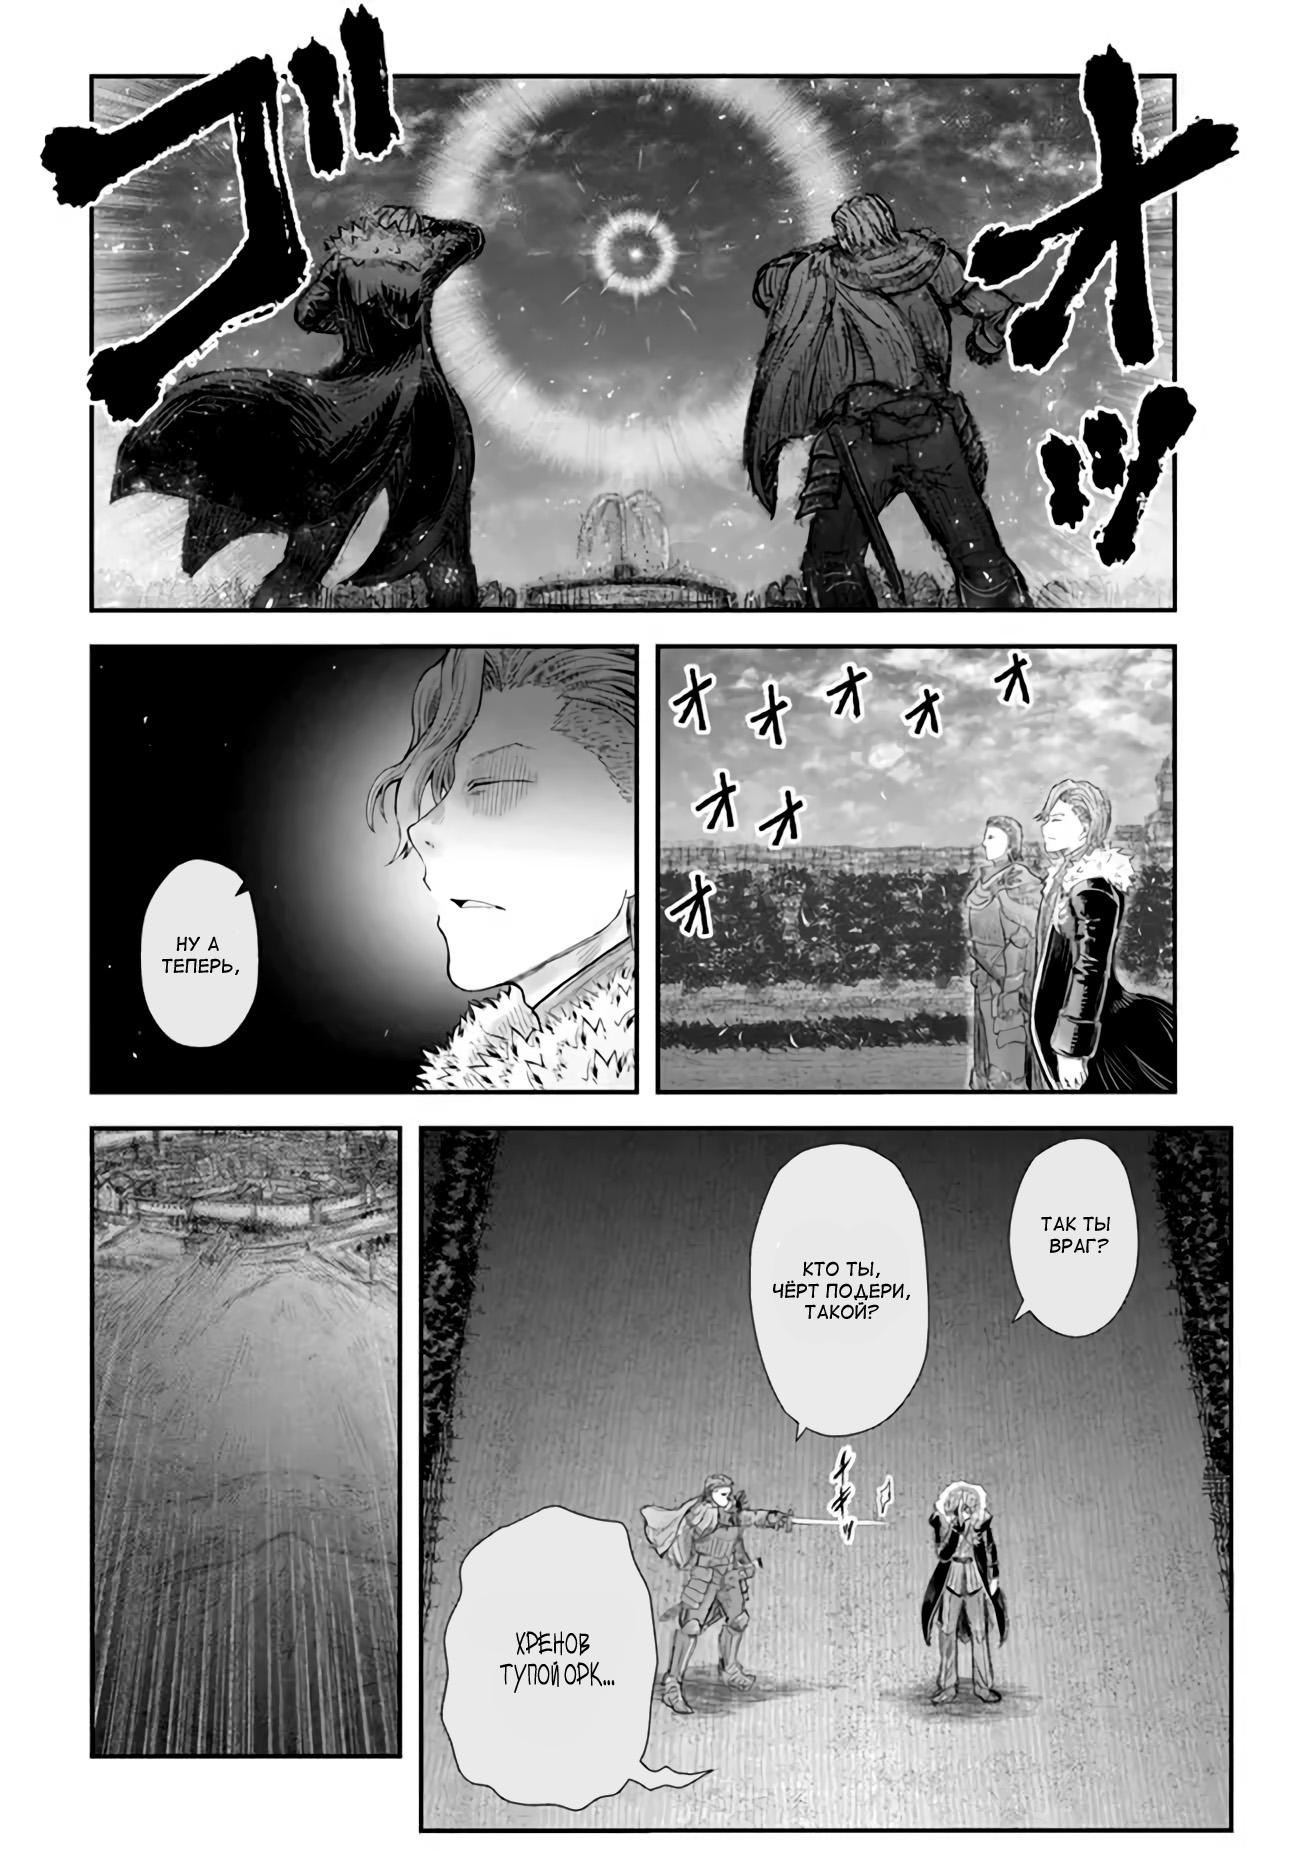 ゴオッ
オオオオオオオオ
НУ А
ТЕПЕРЬ,
ТАК ТЫ
ВРАГ?
КТО ТЫ,
ЧЁРТ ПОДЕРИ,
ТАКОЙ?
ХРЕНОВ
ТУПОЙ ОРК...